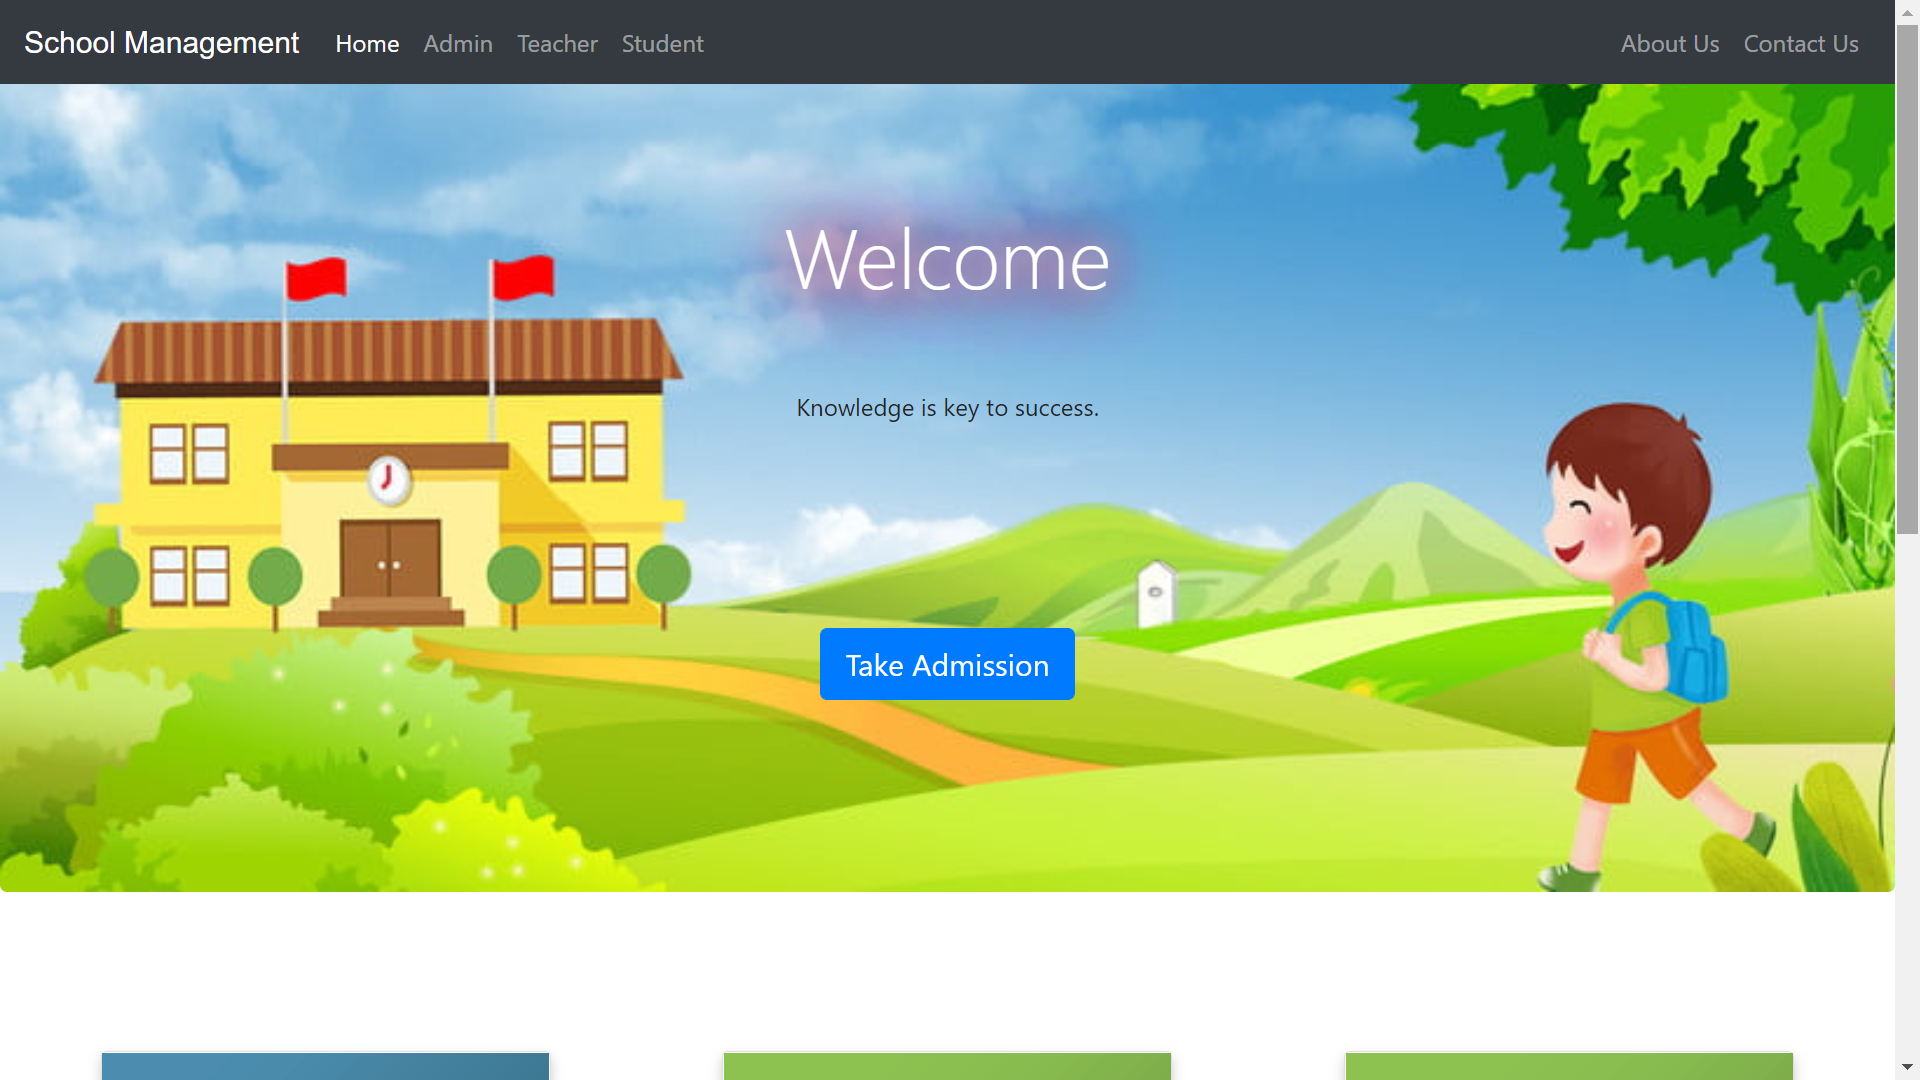 School Management Home Admin Teacher Student About Us Contact Us
Welcome
Knowledge is key to success.
Take Admission